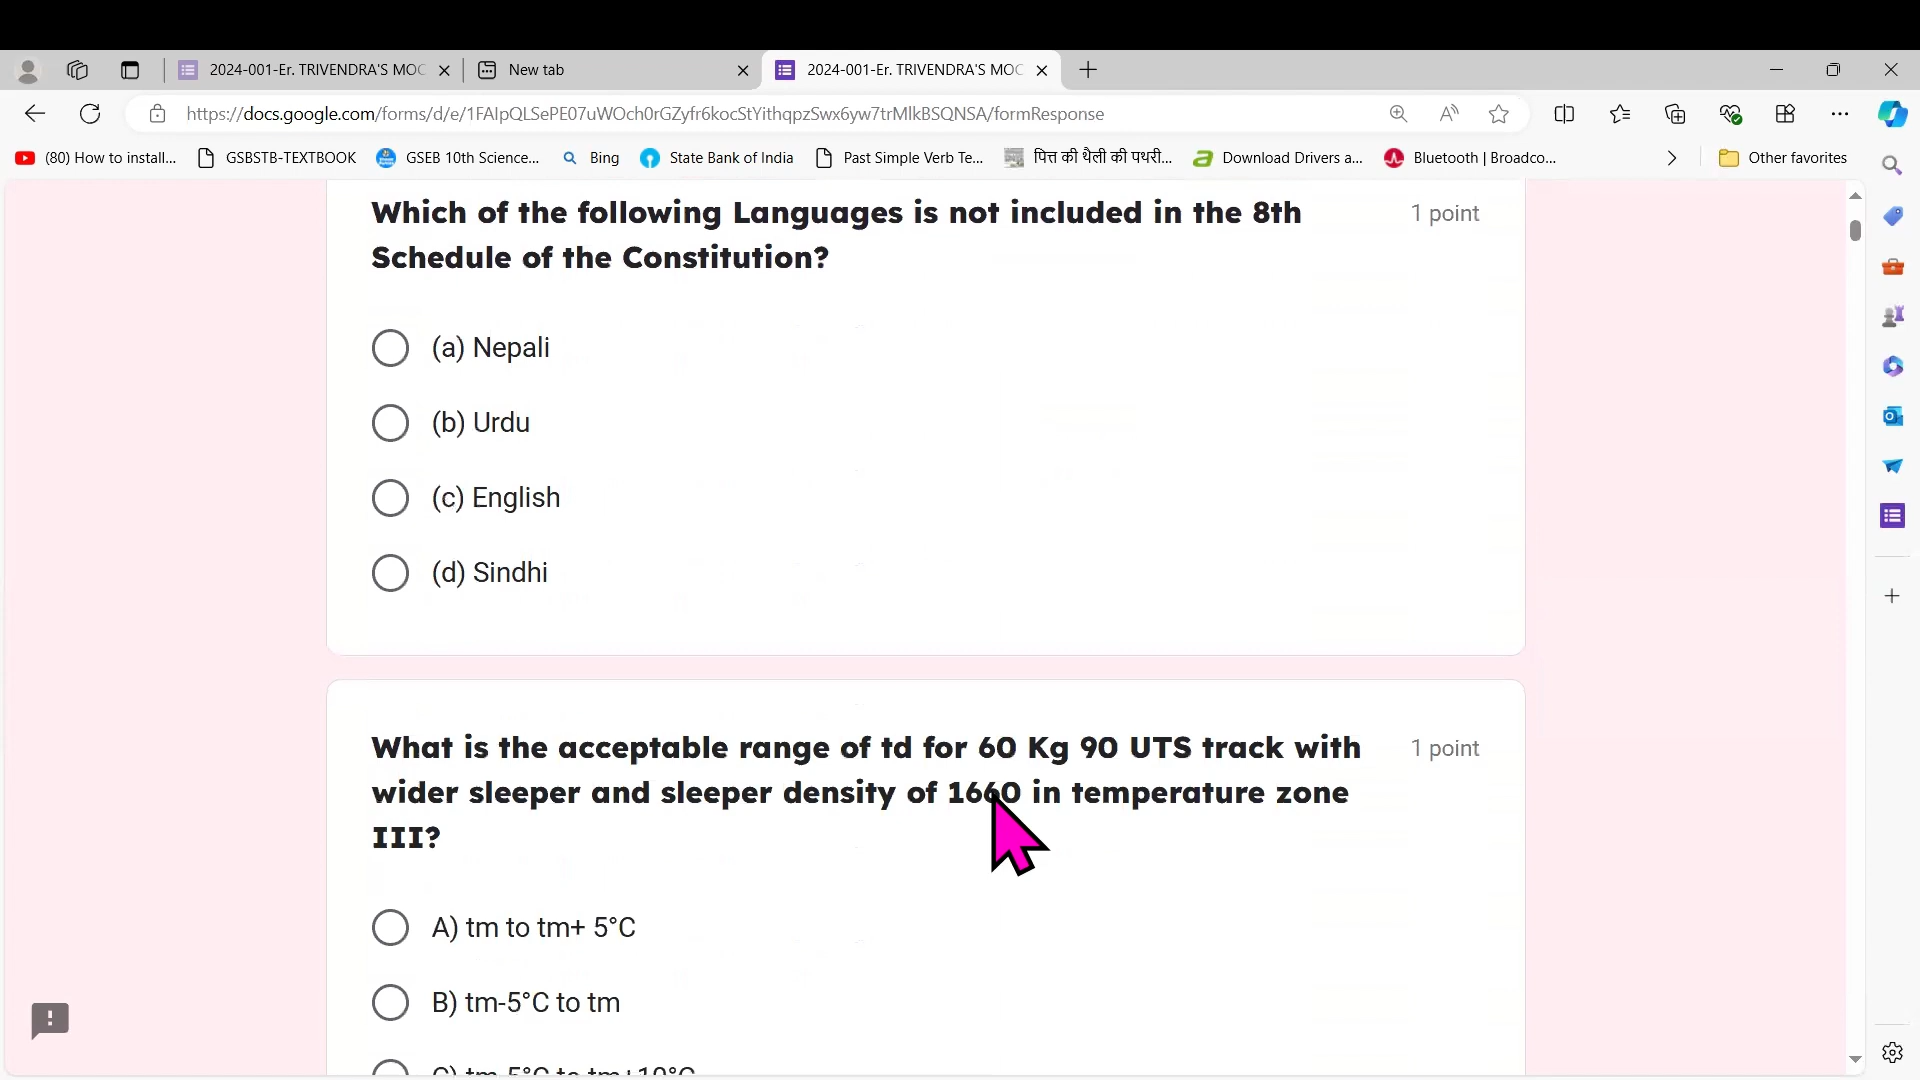 2024-001-Er. TRIVENDRA'S MOC
New tab
2024-001-Er. TRIVENDRA'S MOC
https://docs.google.com/forms/d/e/1FAIpQLSePE07uWOch0rGZyfr6kocStYithqpzSwx6yw7trMlkBSQNSA/formResponse
(80) How to install...
GSBSTB-TEXTBOOK
GSEB 10th Science...
Bing
State Bank of India
Past Simple Verb Te...
पित्त की थैली की पथरी...
Download Drivers a...
Bluetooth | Broadco...
Other favorites
Which of the following Languages is not included in the 8th
Schedule of the Constitution?
1 point
(a) Nepali
(b) Urdu
(c) English
(d) Sindhi
What is the acceptable range of td for 60 Kg 90 UTS track with
wider sleeper and sleeper density of 1660 in temperature zone
III?
1 point
A) tm to tm+ 5°C
B) tm-5°C to tm
C) tm-5°C to tm+10°C